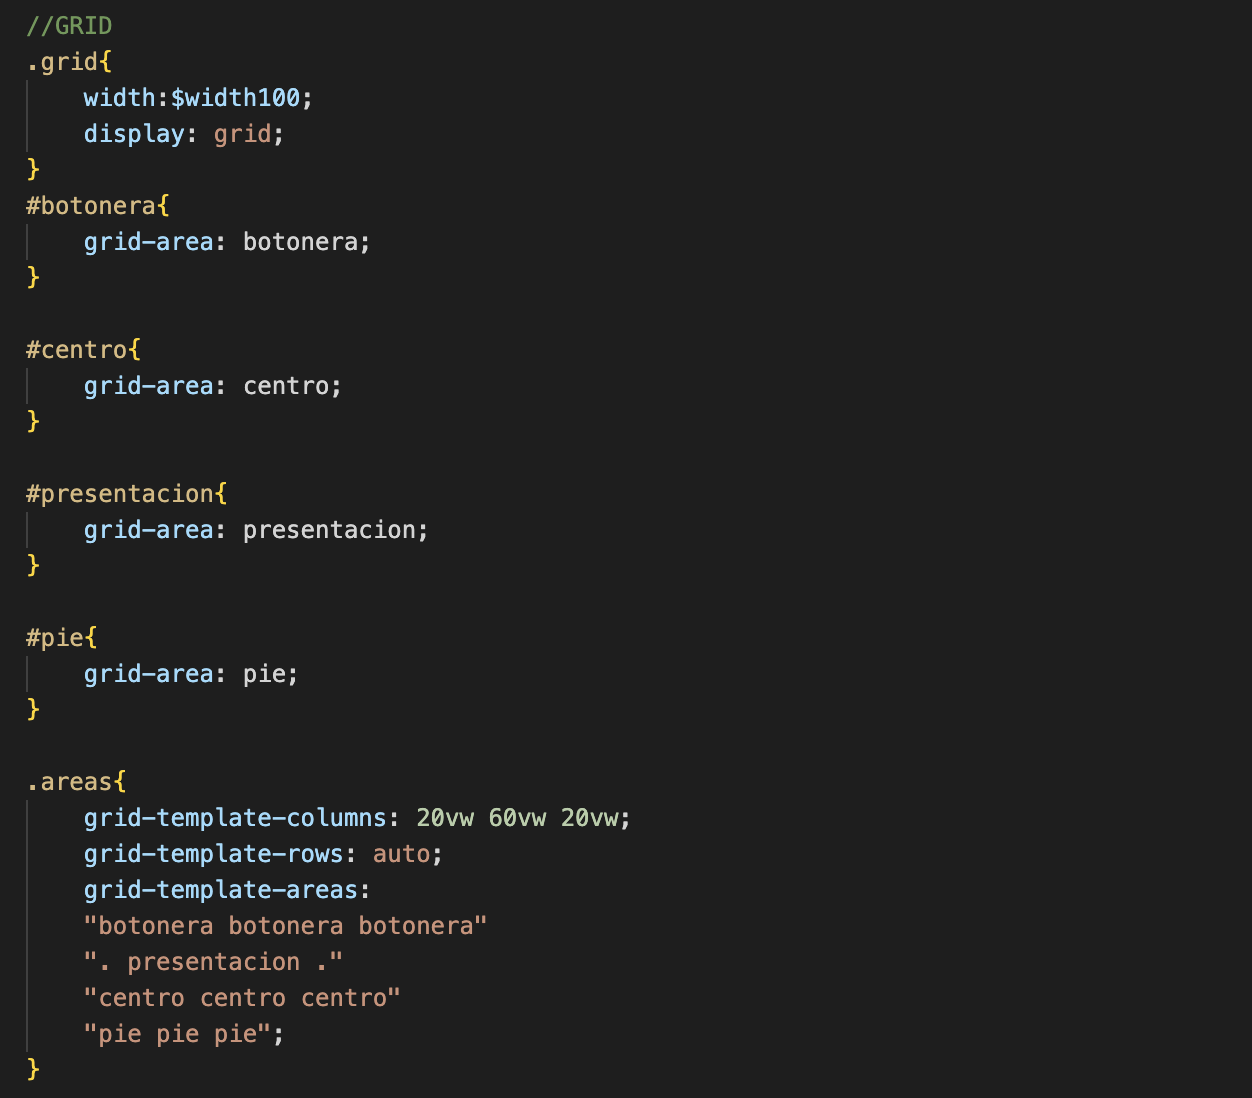 //GRID
.grid{
    width:$width100;
    display: grid;
}
#botonera{
    grid-area: botonera;
}

#centro{
    grid-area: centro;
}

#presentacion{
    grid-area: presentacion;
}

#pie{
    grid-area: pie;
}

.areas{
    grid-template-columns: 20vw 60vw 20vw;
    grid-template-rows: auto;
    grid-template-areas:
    "botonera botonera botonera"
    ". presentacion ."
    "centro centro centro"
    "pie pie pie";
}